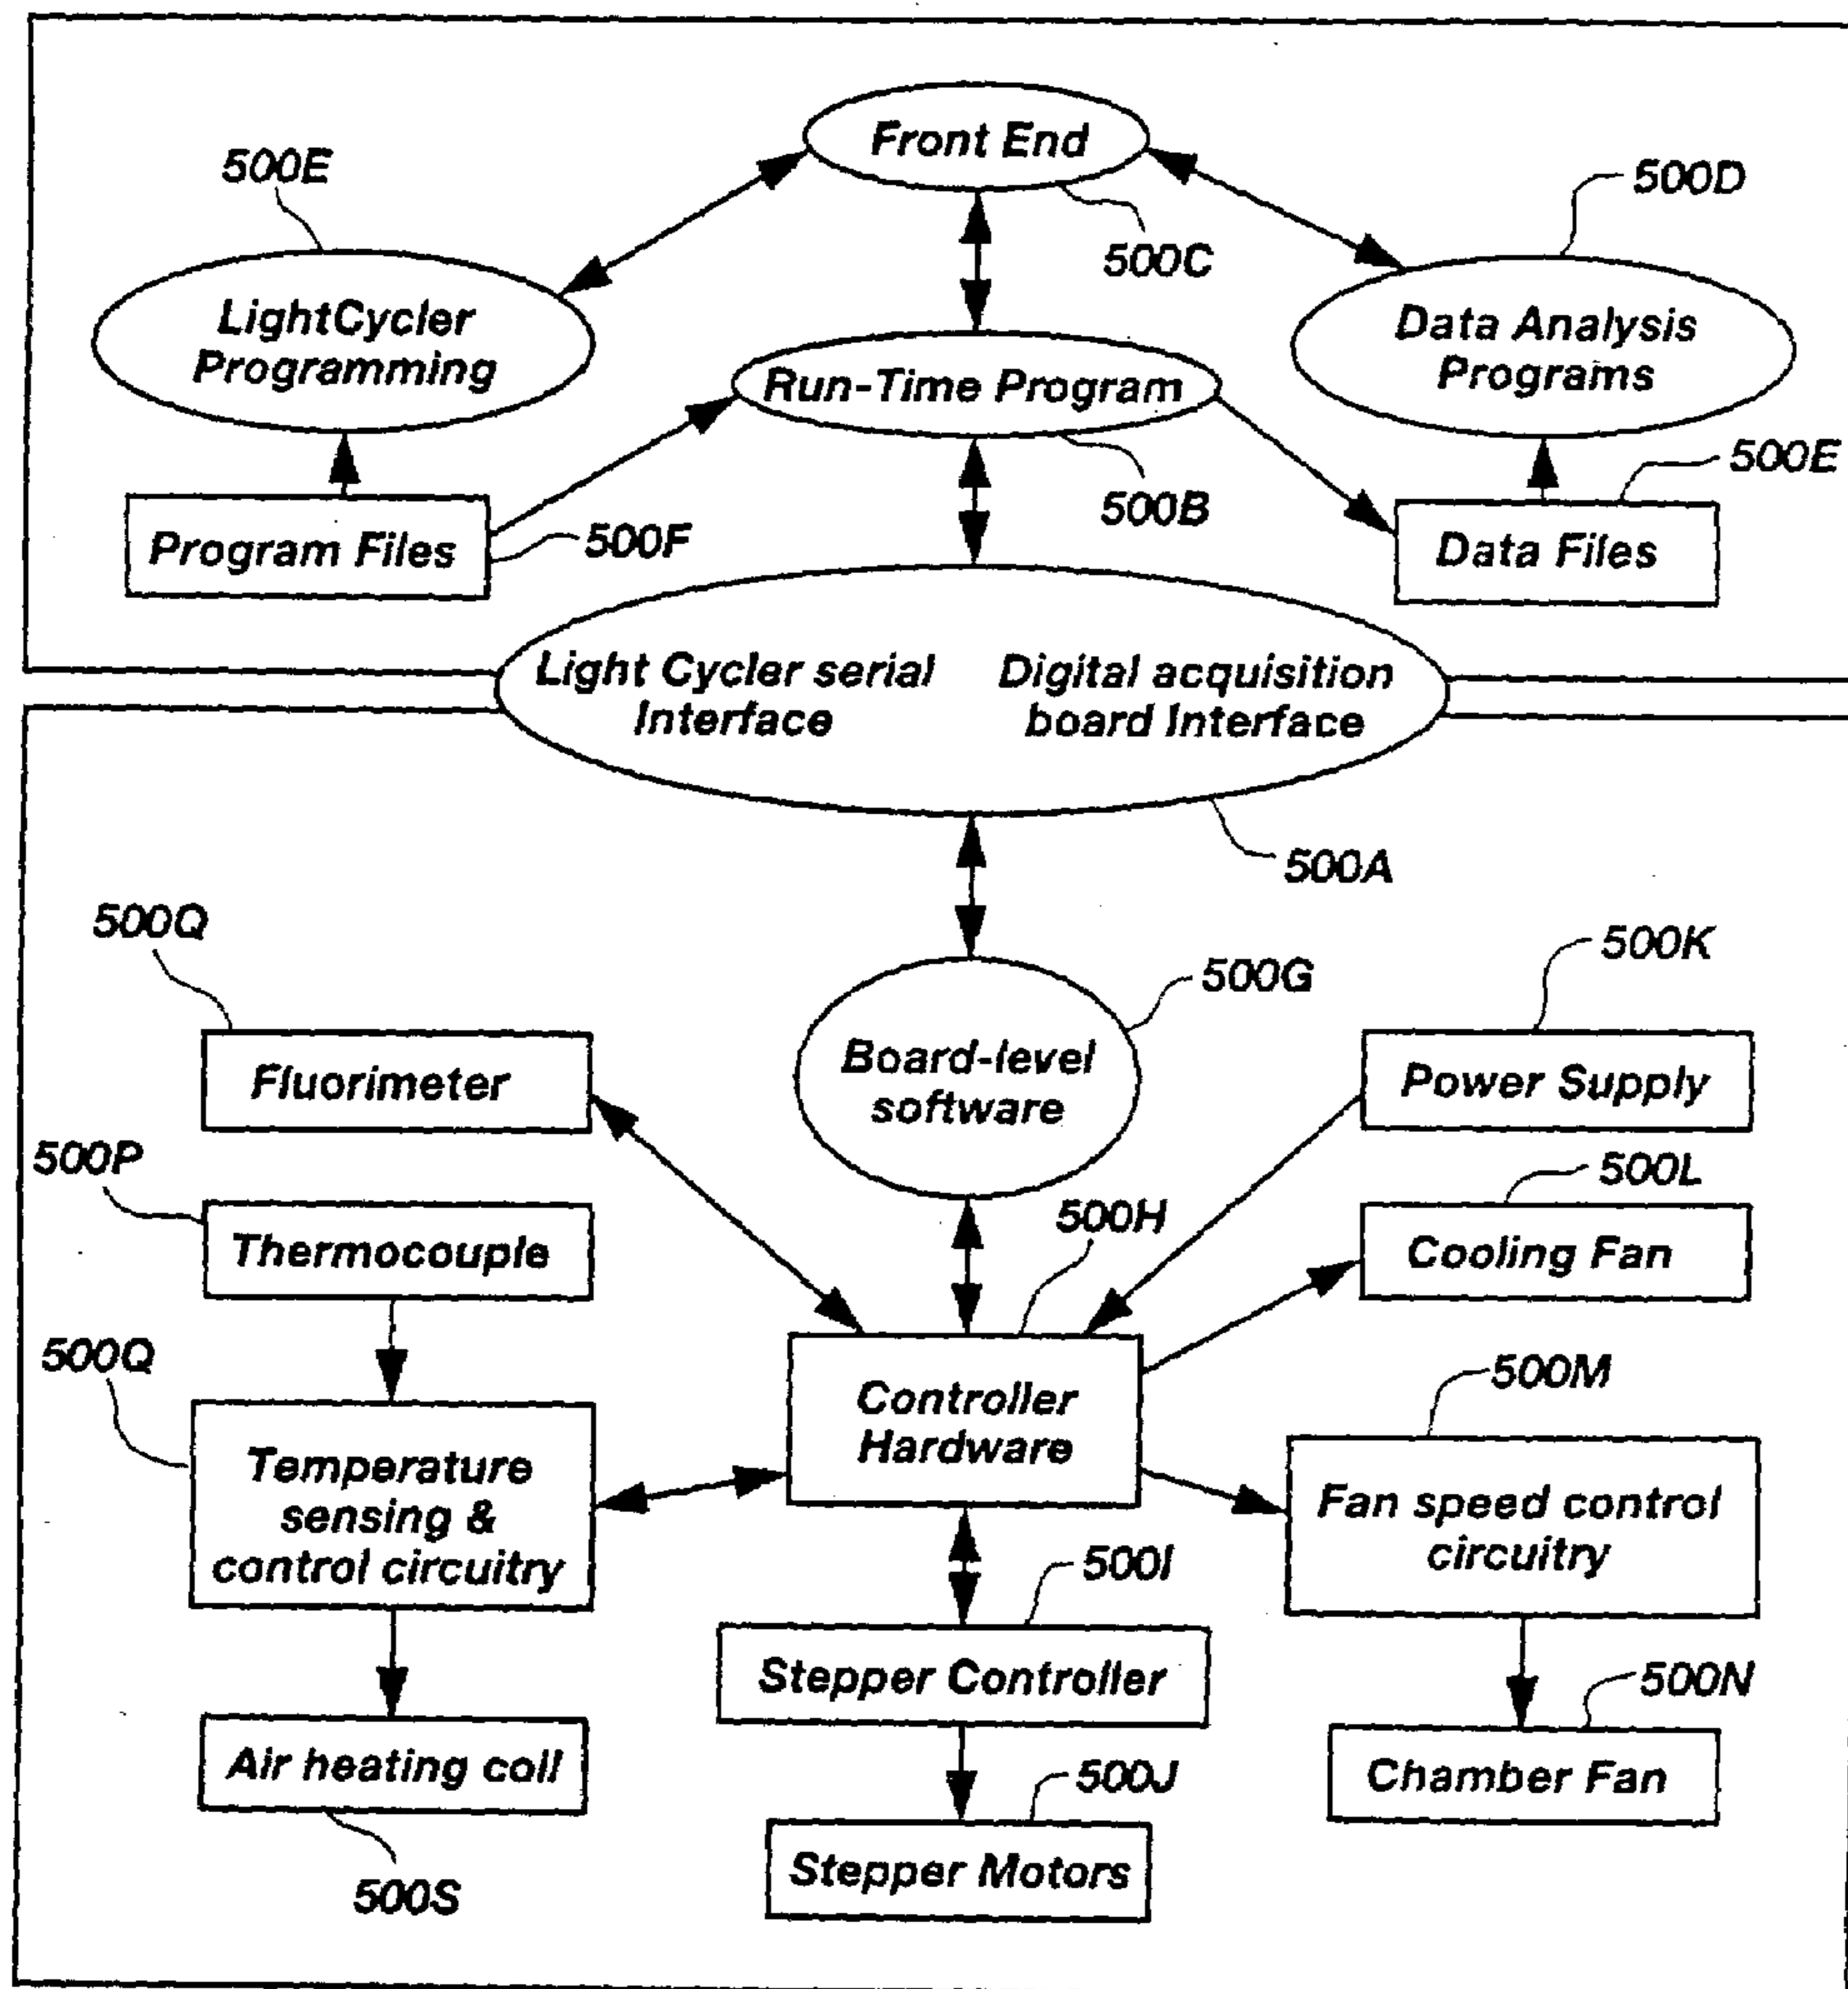 Front End
500E
500D
500C
LightCycler
Programming
Data Analysis
Programs
Run-Time Program
500E
500B
Program Files
500F
Data Files
Light Cycler serial
Interface
Digital acquisition
board Interface
500A
500Q
500K
500G
Fluorimeter
Board-level
software
Power Supply
500P
500L
500H
Thermocouple
Cooling Fan
500Q
500M
Controller
Hardware
Temperature
sensing &
control circuitry
Fan speed control
circuitry
500I
Stepper Controller
500N
Air heating coil
500J
Chamber Fan
Stepper Motors
500S